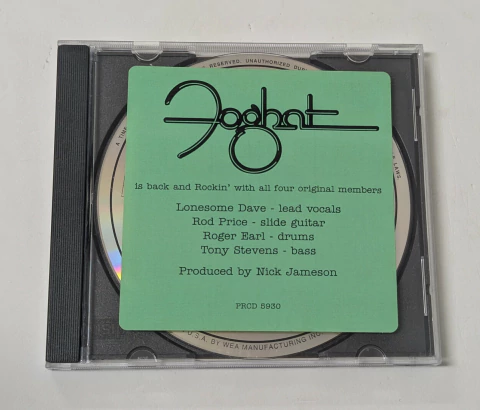 RESERVED. UNAUTHORIZED
Foghat
is back and Rockin' with all four original members
Lonesome Dave - lead vocals
Rod Price - slide guitar
Roger Earl - drums
Tony Stevens - bass
Produced by Nick Jameson
PRCD 5930
U.S.A. BY WEA MANUFACTURING INC.